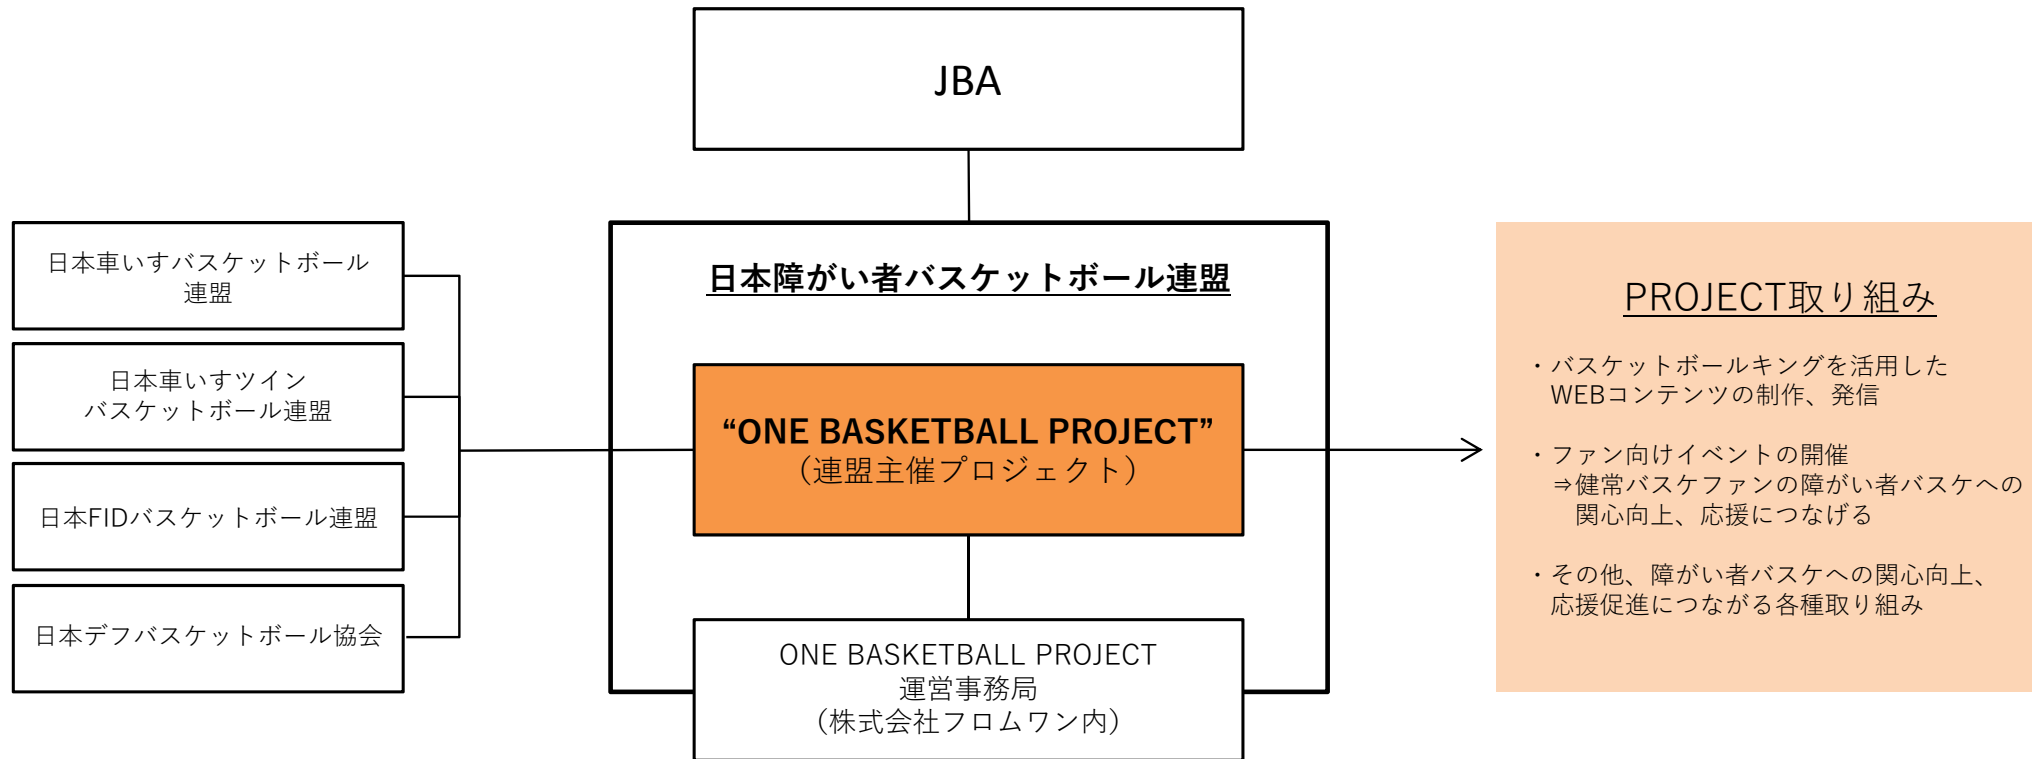 JBA
日本車いすバスケットボール
連盟
日本車いすツイン
バスケットボール連盟
日本FIDバスケットボール連盟
日本デフバスケットボール協会
日本障がい者バスケットボール連盟
“ONE BASKETBALL PROJECT”
（連盟主催プロジェクト）
ONE BASKETBALL PROJECT
運営事務局
（株式会社フロムワン内）
PROJECT取り組み
・バスケットボールキングを活用した
WEBコンテンツの制作、発信
・ファン向けイベントの開催
⇒健常バスケファンの障がい者バスケへの
関心向上、応援につなげる
・その他、障がい者バスケへの関心向上、
応援促進につながる各種取り組み